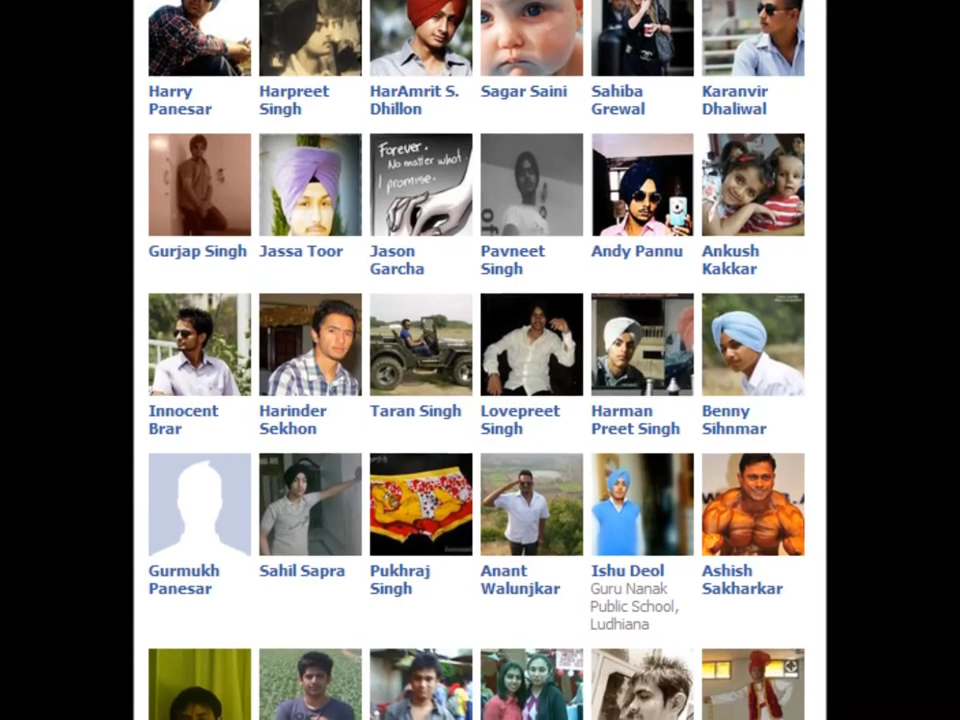 Harry
Panesar
Harpreet
Singh
HarAmrit S.
Dhillon
Sagar Saini
Sahiba
Grewal
Karanvir
Dhaliwal
Forever.
No matter what
I promise.
Gurjap Singh
Jassa Toor
Jason
Garcha
Pavneet
Singh
Andy Pannu
Ankush
Kakkar
Innocent
Brar
Harinder
Sekhon
Taran Singh
Lovepreet
Singh
Harman
Preet Singh
Benny
Sihnmar
Gurmukh
Panesar
Sahil Sapra
Pukhraj
Singh
Anant
Walunjkar
Ishu Deol
Guru Nanak
Public School,
Ludhiana
Ashish
Sakharkar